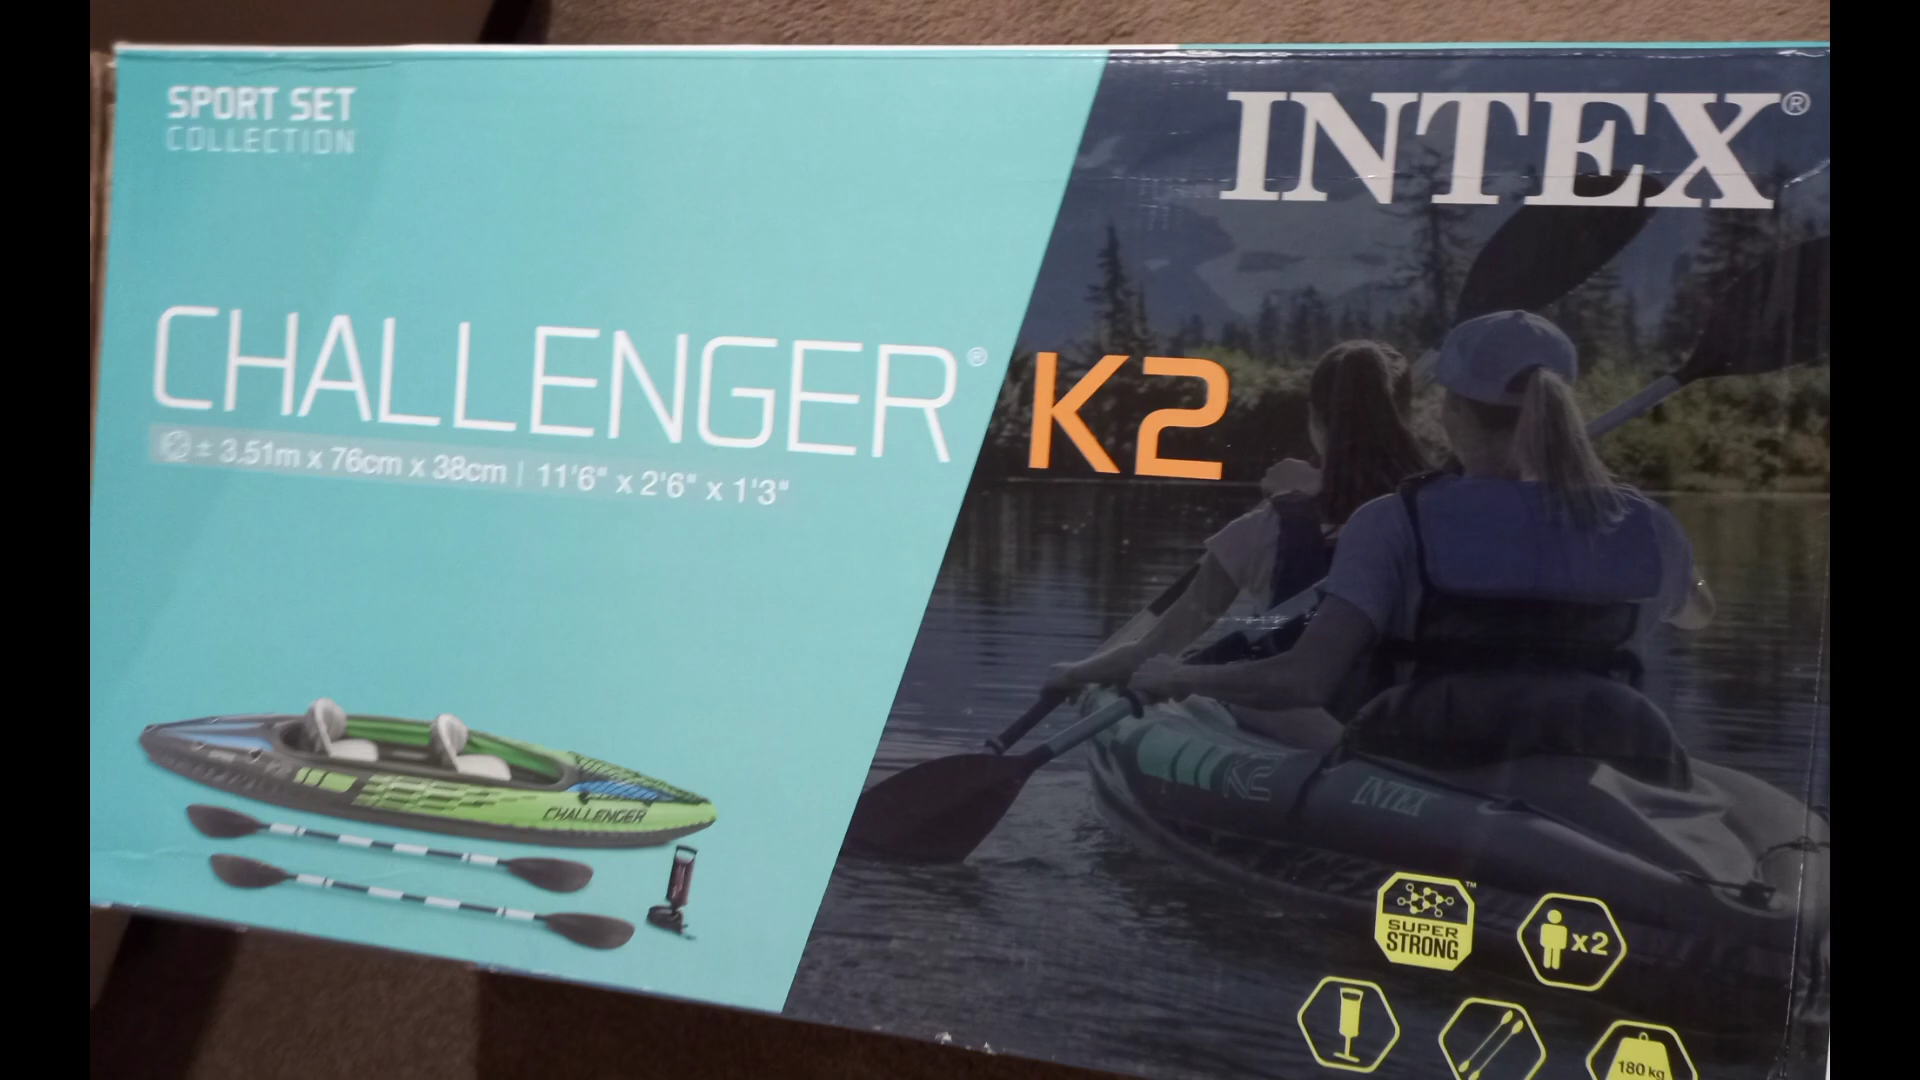 SPORT SET
COLLECTION
INTEX®
CHALLENGER® K2
± 3.51m x 76cm x 38cm | 11'6" x 2'6" x 1'3"
CHALLENGER
K2 INTEX
SUPER
STRONG™
x2
180 kg